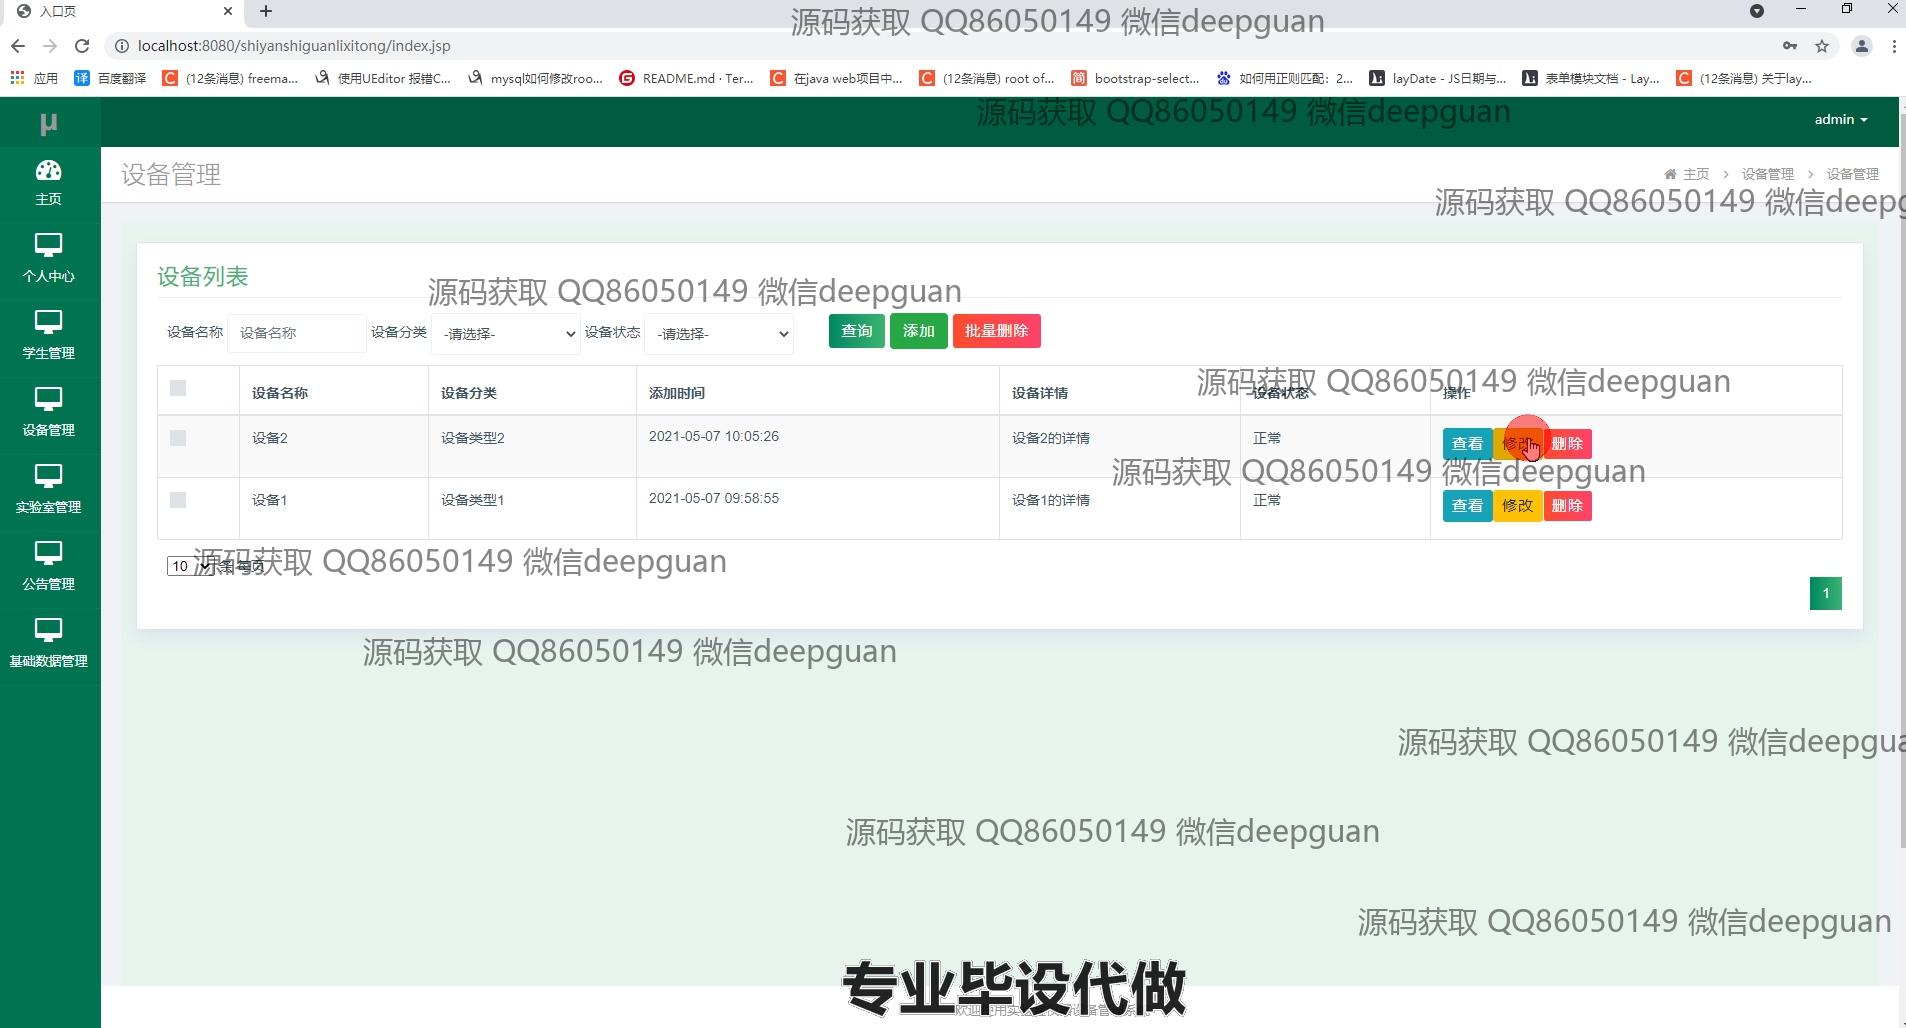 入口页
源码获取 QQ86050149 微信deepguan
localhost:8080/shiyanshiguanlixitong/index.jsp
应用
百度翻译
(12条消息) freema...
使用UEditor 报错C...
mysql如何修改roo...
README.md · Ter...
在java web项目中...
(12条消息) root of...
bootstrap-select...
如何用正则匹配：2...
layDate - JS日期与...
表单模块文档 - Lay...
(12条消息) 关于lay...
µ
源码获取 QQ86050149 微信deepguan
admin
主页
个人中心
学生管理
设备管理
实验室管理
公告管理
基础数据管理
设备管理
主页 > 设备管理 > 设备管理
源码获取 QQ86050149 微信deepg
设备列表
源码获取 QQ86050149 微信deepguan
设备名称 设备名称 设备分类 -请选择- 设备状态 -请选择- 查询 添加 批量删除
源码获取 QQ86050149 微信deepguan
设备名称 设备分类 添加时间 设备详情 设备状态 操作
设备2 设备类型2 2021-05-07 10:05:26 设备2的详情 正常 查看 修改 删除
源码获取 QQ86050149 微信deepguan
设备1 设备类型1 2021-05-07 09:58:55 设备1的详情 正常 查看 修改 删除
10 条 每页
源码获取 QQ86050149 微信deepguan
1
源码获取 QQ86050149 微信deepguan
源码获取 QQ86050149 微信deepgua
源码获取 QQ86050149 微信deepguan
源码获取 QQ86050149 微信deepguan
专业毕设代做